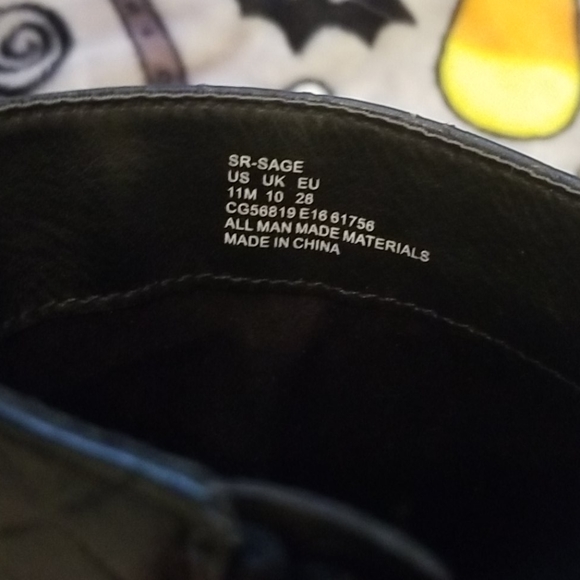 SR-SAGE
US UK EU
11M 10 28
CG56819 E16 61756
ALL MAN MADE MATERIALS
MADE IN CHINA